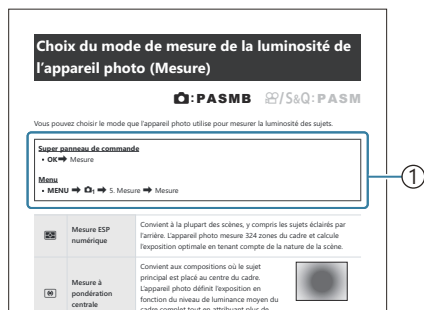 Choix du mode de mesure de la luminosité de
l'appareil photo (Mesure)
:PASMB /S&Q:PASM
Vous pouvez choisir le mode que l'appareil photo utilise pour mesurer la luminosité des sujets.
Super panneau de commande
• OK ➡ Mesure
Menu
• MENU ➡ 1 ➡ 5. Mesure ➡ Mesure
1
Mesure ESP
numérique
Convient à la plupart des scènes, y compris les sujets éclairés par
l'arrière. L'appareil photo mesure 324 zones du cadre et calcule
l'exposition optimale en tenant compte de la nature de la scène.
Mesure à
pondération
centrale
Convient aux compositions où le sujet
principal est placé au centre du cadre.
L'appareil photo définit l'exposition en
fonction du niveau de luminance moyen du
cadre complet tout en attribuant plus de